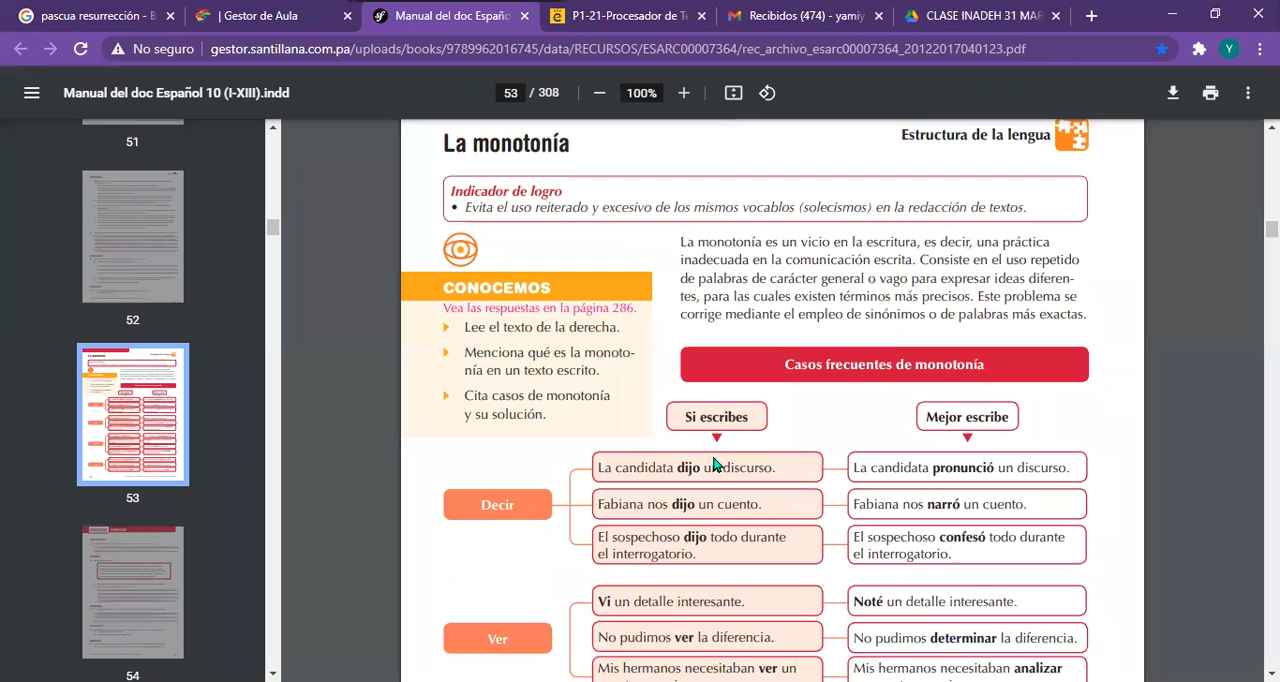 pascua resurrección - B
| Gestor de Aula
Manual del doc Españo
P1-21-Procesador de Te
Recibidos (474) - yamiy
CLASE INADEH 31 MAR
No seguro
gestor.santillana.com.pa/uploads/books/9789962016745/data/RECURSOS/ESARC00007364/rec_archivo_esarc00007364_20122017040123.pdf
Y
Manual del doc Español 10 (I-XIII).indd
53 / 308
100%
51
52
53
54
La monotonía
Estructura de la lengua
Indicador de logro
• Evita el uso reiterado y excesivo de los mismos vocablos (solecismos) en la redacción de textos.
CONOCEMOS
Vea las respuestas en la página 286.
Lee el texto de la derecha.
Menciona qué es la monoto-
nía en un texto escrito.
Cita casos de monotonía
y su solución.
La monotonía es un vicio en la escritura, es decir, una práctica
inadecuada en la comunicación escrita. Consiste en el uso repetido
de palabras de carácter general o vago para expresar ideas diferen-
tes, para las cuales existen términos más precisos. Este problema se
corrige mediante el empleo de sinónimos o de palabras más exactas.
Casos frecuentes de monotonía
Si escribes
Mejor escribe
Decir
La candidata dijo un discurso.
La candidata pronunció un discurso.
Fabiana nos dijo un cuento.
Fabiana nos narró un cuento.
El sospechoso dijo todo durante
el interrogatorio.
El sospechoso confesó todo durante
el interrogatorio.
Ver
Vi un detalle interesante.
Noté un detalle interesante.
No pudimos ver la diferencia.
No pudimos determinar la diferencia.
Mis hermanos necesitaban ver un
Mis hermanos necesitaban analizar